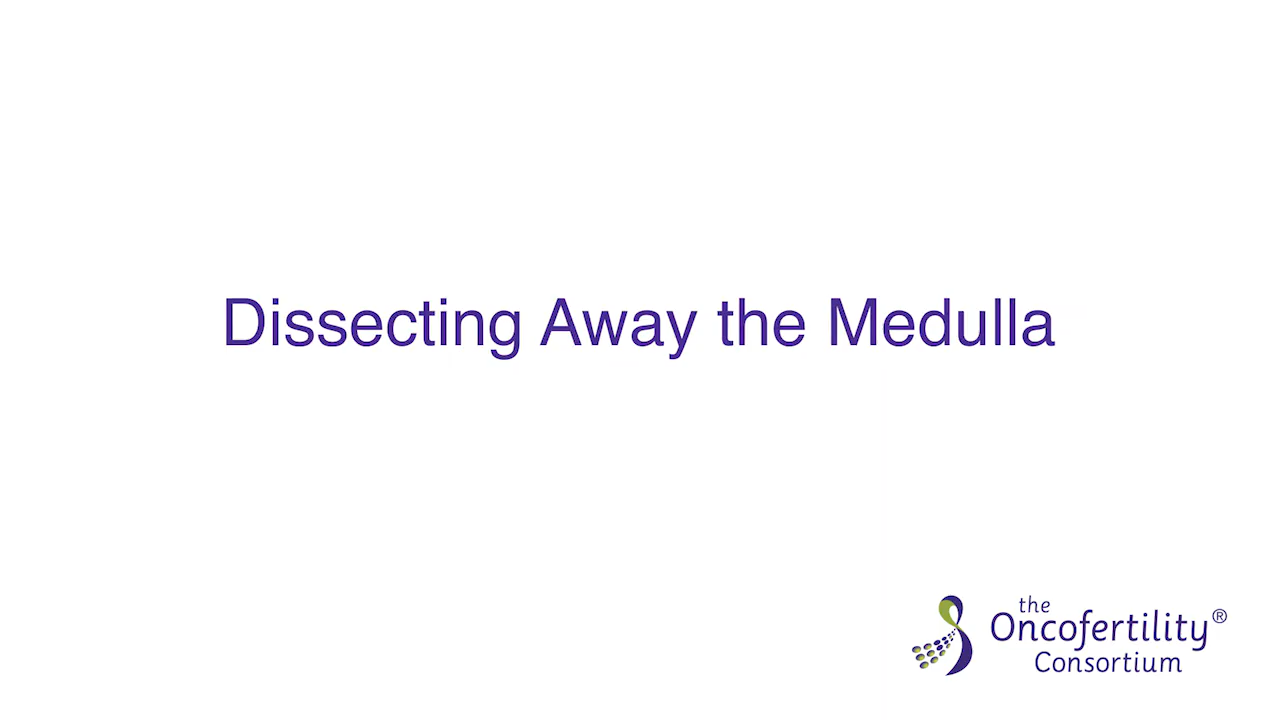 Dissecting Away the Medulla
the
Oncofertility®
Consortium